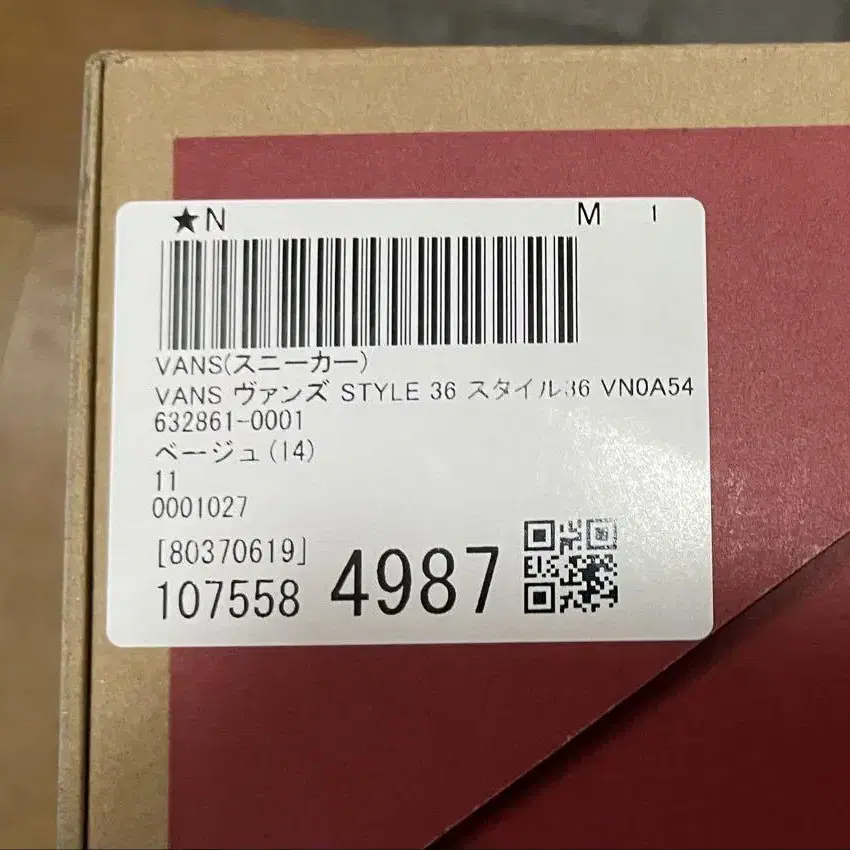 ★N M 1
VANS(スニーカー)
VANS ヴァンズ STYLE 36 スタイル36 VN0A54
632861-0001
ベージュ(14)
11
0001027
[80370619]
107558 4987